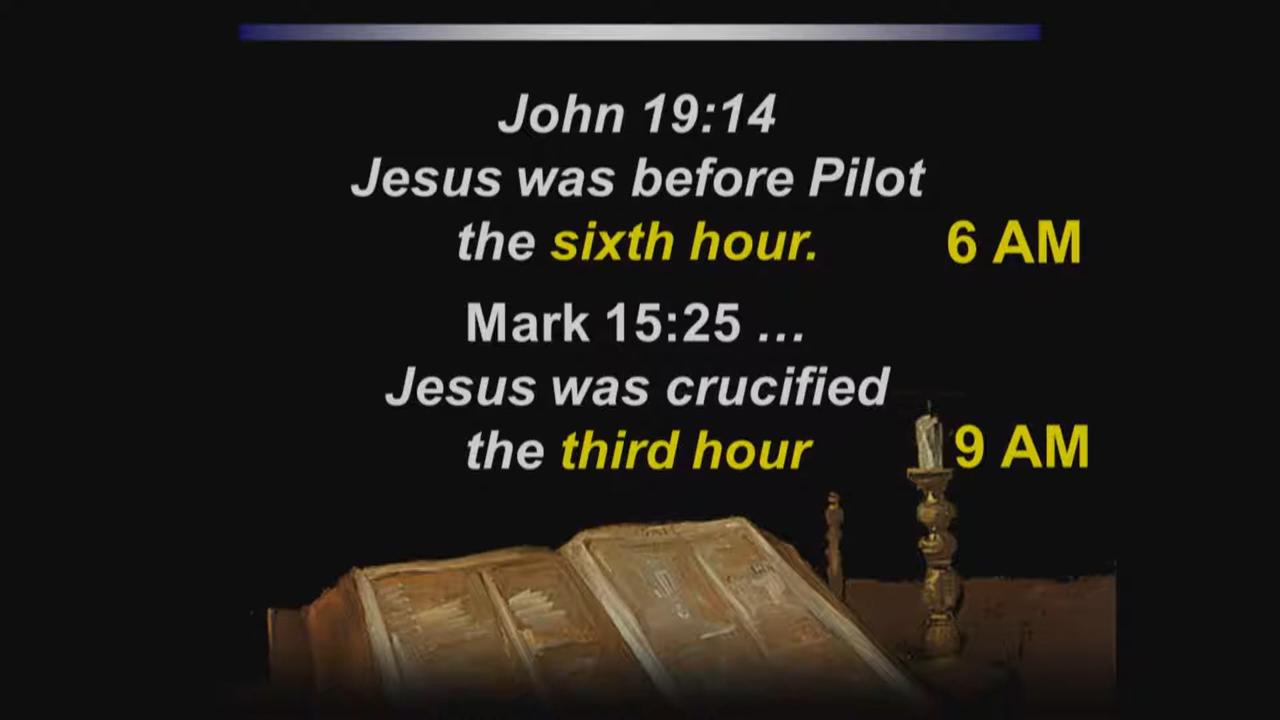 John 19:14
Jesus was before Pilot
the sixth hour. 6 AM
Mark 15:25 ...
Jesus was crucified
the third hour 9 AM